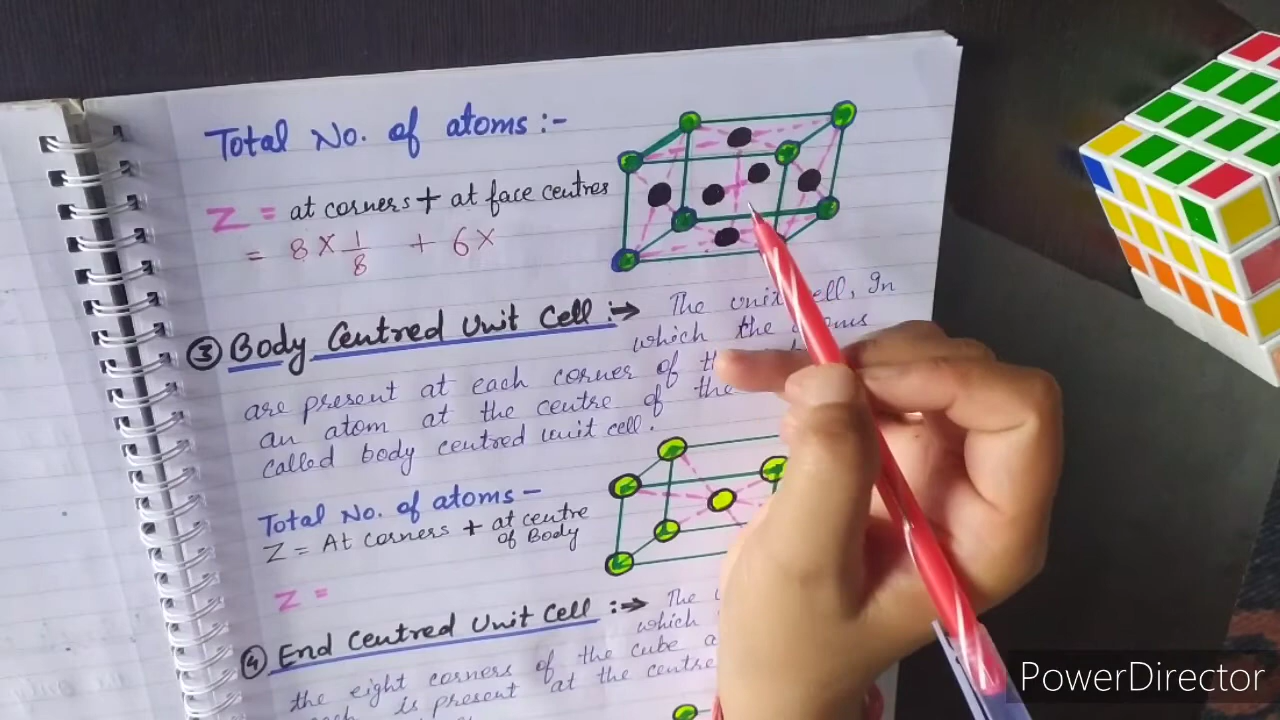 Total No. of atoms :-
Z = at corners + at face centres
= 8 × 1/8 + 6 ×
③ Body Centred Unit Cell :→ The unit cell, In
which the atoms
are present at each corner of
an atom at the centre of the
called body centred unit cell.
Total No. of atoms -
Z = At corners + at centre
of Body
Z =
④ End Centred Unit Cell :→ The
which
the eight corners of the cube
is present at the centre
PowerDirector